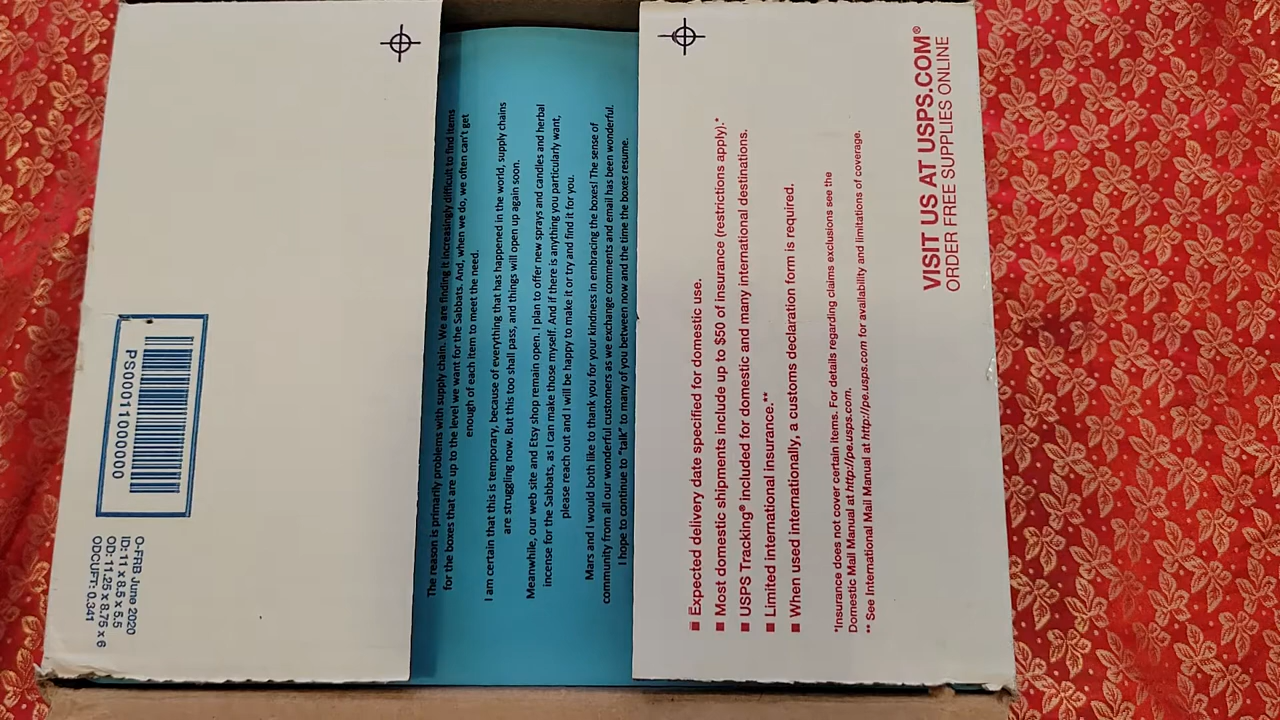 PS00011000000
O-FRB June 2020
ID: 11 x 8.5 x 5.5
OD: 11.25 x 8.75 x 6
ODCUFT: 0.341
The reason is primarily problems with supply chain. We are finding it increasingly difficult to find items
for the boxes that are up to the level we want for the Sabbats. And, when we do, we often can't get
enough of each item to meet the need.
I am certain that this is temporary, because of everything that has happened in the world, supply chains
are struggling now. But this too shall pass, and things will open up again soon.
Meanwhile, our web site and Etsy shop remain open. I plan to offer new sprays and candles and herbal
incense for the Sabbats, as I can make those myself. And if there is anything you particularly want,
please reach out and I will be happy to make it or try and find it for you.
Mars and I would both like to thank you for your kindness in embracing the boxes! The sense of
community from all our wonderful customers as we exchange comments and email has been wonderful.
I hope to continue to "talk" to many of you between now and the time the boxes resume.
■ Expected delivery date specified for domestic use.
■ Most domestic shipments include up to $50 of insurance (restrictions apply).*
■ USPS Tracking® included for domestic and many international destinations.
■ Limited international insurance.**
■ When used internationally, a customs declaration form is required.
*Insurance does not cover certain items. For details regarding claims exclusions see the
Domestic Mail Manual at http://pe.usps.com.
** See International Mail Manual at http://pe.usps.com for availability and limitations of coverage.
VISIT US AT USPS.COM®
ORDER FREE SUPPLIES ONLINE